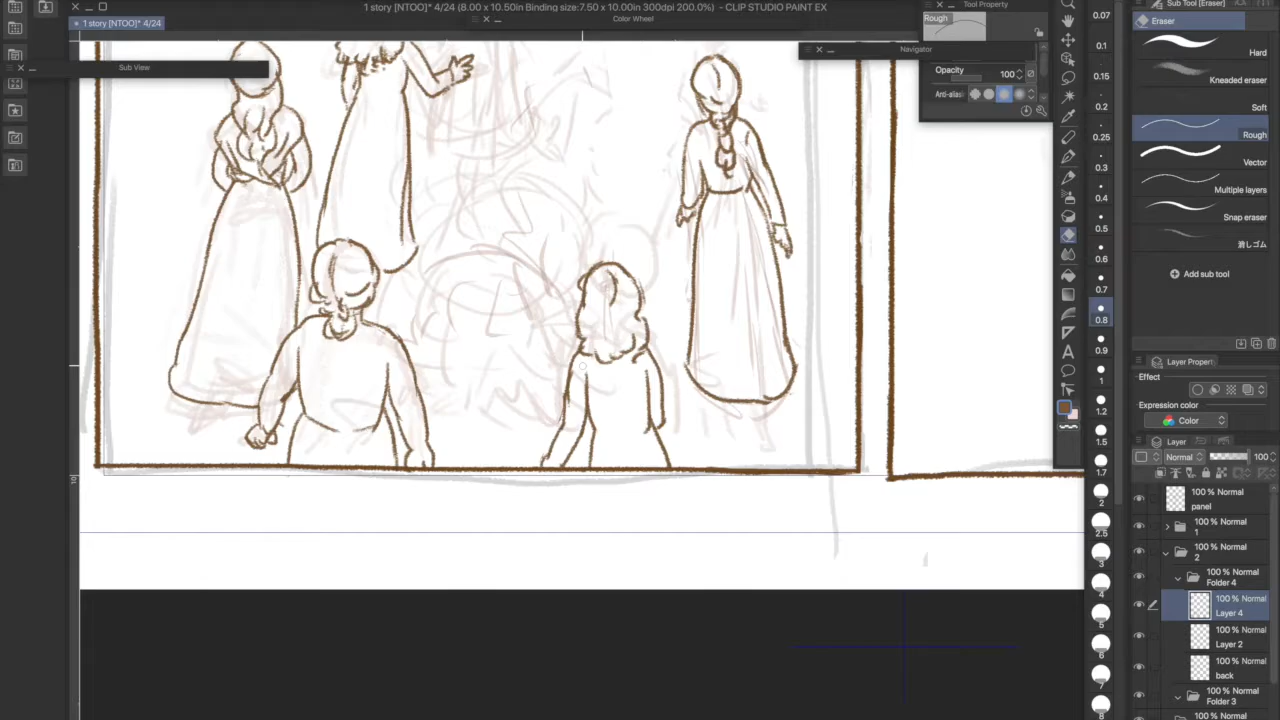 1 story [NTOO]* 4/24 (8.00 x 10.50in Binding size:7.50 x 10.00in 300dpi 200.0%) - CLIP STUDIO PAINT EX
Tool Property
Sub Tool [Eraser]
1 story [NTOO]* 4/24
Color Wheel
Rough
Eraser
Sub View
Navigator
Opacity
100
Anti-alias
Hard
Kneaded eraser
Soft
Rough
Vector
Multiple layers
Snap eraser
消しゴム
Add sub tool
0.07
0.1
0.15
0.2
0.25
0.3
0.4
0.5
0.6
0.7
0.8
0.9
1
1.2
1.5
1.7
2
2.5
3
4
5
6
7
8
Layer Property
Effect
Expression color
Color
Layer
Normal
100
100 % Normal
panel
100 % Normal
1
100 % Normal
2
100 % Normal
Folder 4
100 % Normal
Layer 4
100 % Normal
Layer 2
100 % Normal
back
100 % Normal
Folder 3
100 % Normal